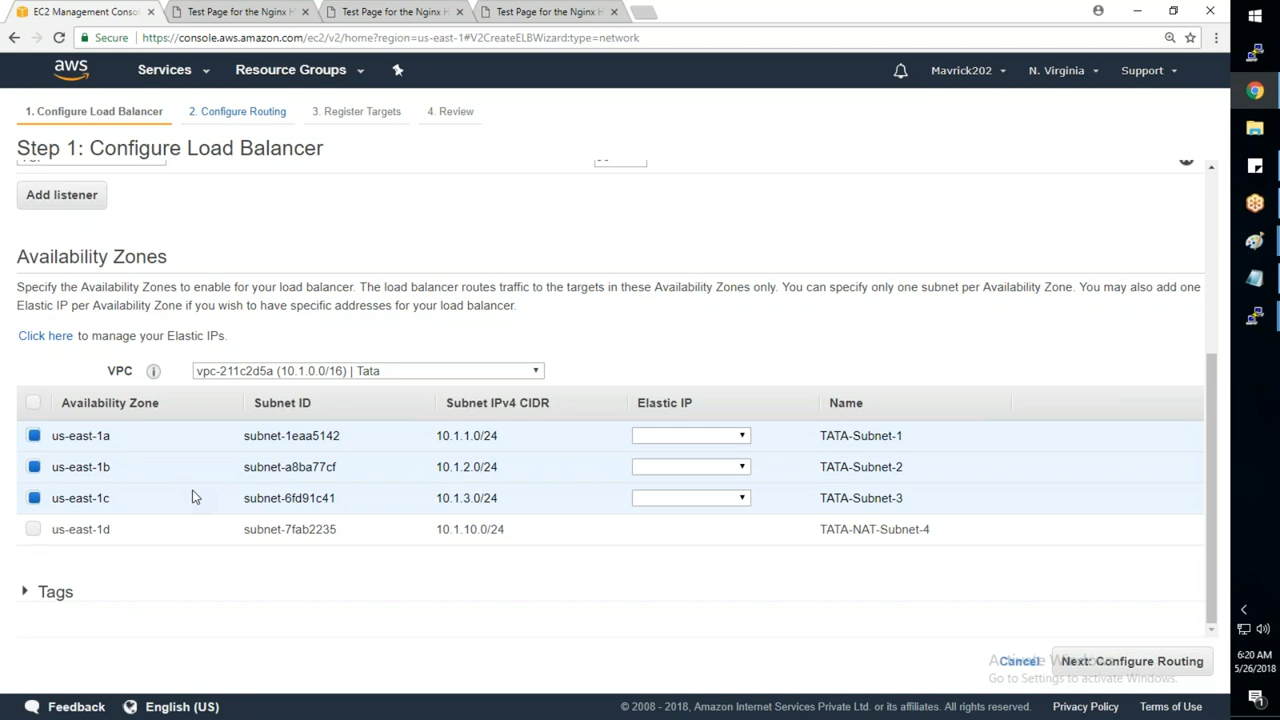 EC2 Management Conso
Test Page for the Nginx H
Test Page for the Nginx H
Test Page for the Nginx H
Secure
https://console.aws.amazon.com/ec2/v2/home?region=us-east-1#V2CreateELBWizard:type=network
aws
Services
Resource Groups
Mavrick202
N. Virginia
Support
1. Configure Load Balancer
2. Configure Routing
3. Register Targets
4. Review
Step 1: Configure Load Balancer
Add listener
Availability Zones
Specify the Availability Zones to enable for your load balancer. The load balancer routes traffic to the targets in these Availability Zones only. You can specify only one subnet per Availability Zone. You may also add one
Elastic IP per Availability Zone if you wish to have specific addresses for your load balancer.
Click here to manage your Elastic IPs.
VPC
vpc-211c2d5a (10.1.0.0/16) | Tata
Availability Zone Subnet ID Subnet IPv4 CIDR Elastic IP Name
us-east-1a subnet-1eaa5142 10.1.1.0/24 TATA-Subnet-1
us-east-1b subnet-a8ba77cf 10.1.2.0/24 TATA-Subnet-2
us-east-1c subnet-6fd91c41 10.1.3.0/24 TATA-Subnet-3
us-east-1d subnet-7fab2235 10.1.10.0/24 TATA-NAT-Subnet-4
Tags
Cancel
Next: Configure Routing
Activate Windows
Go to Settings to activate Windows.
6:20 AM
5/26/2018
Feedback
English (US)
© 2008 - 2018, Amazon Internet Services Private Ltd. or its affiliates. All rights reserved.
Privacy Policy
Terms of Use